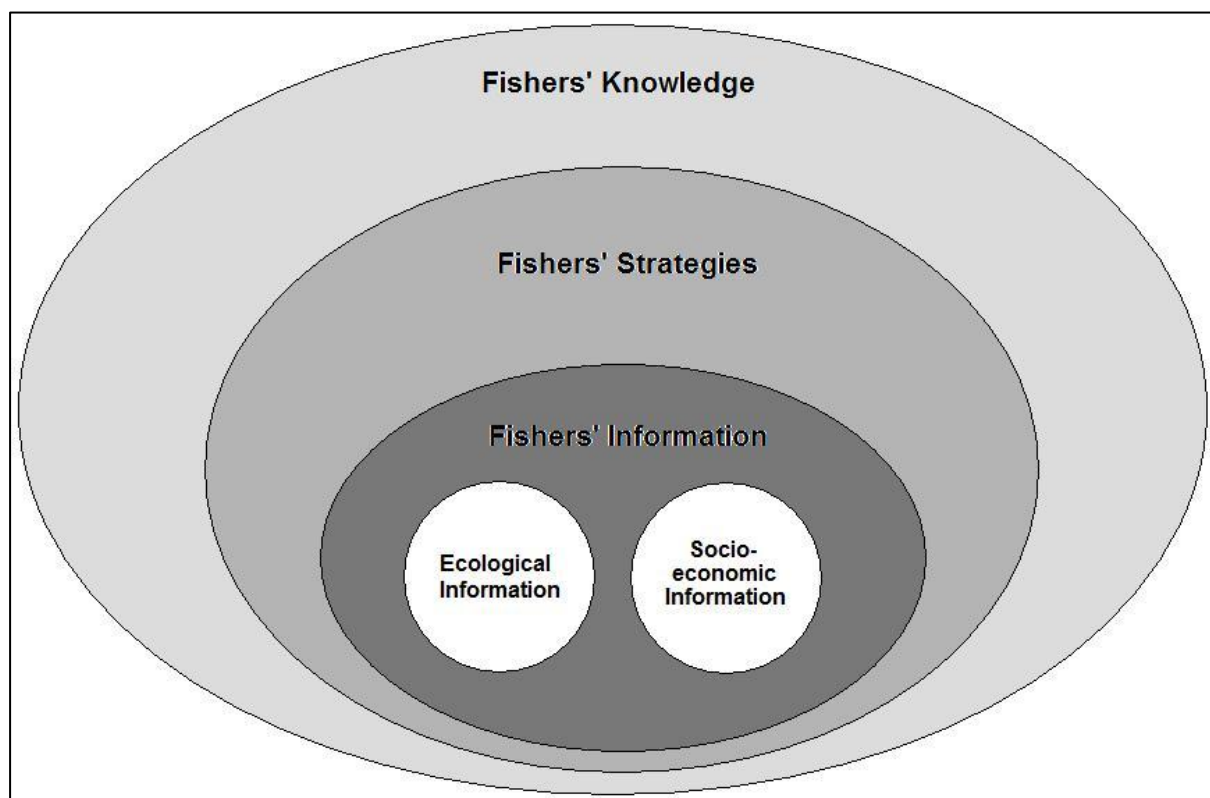 Fishers' Knowledge
Fishers' Strategies
Fishers' Information
Ecological
Information
Socio-
economic
Information